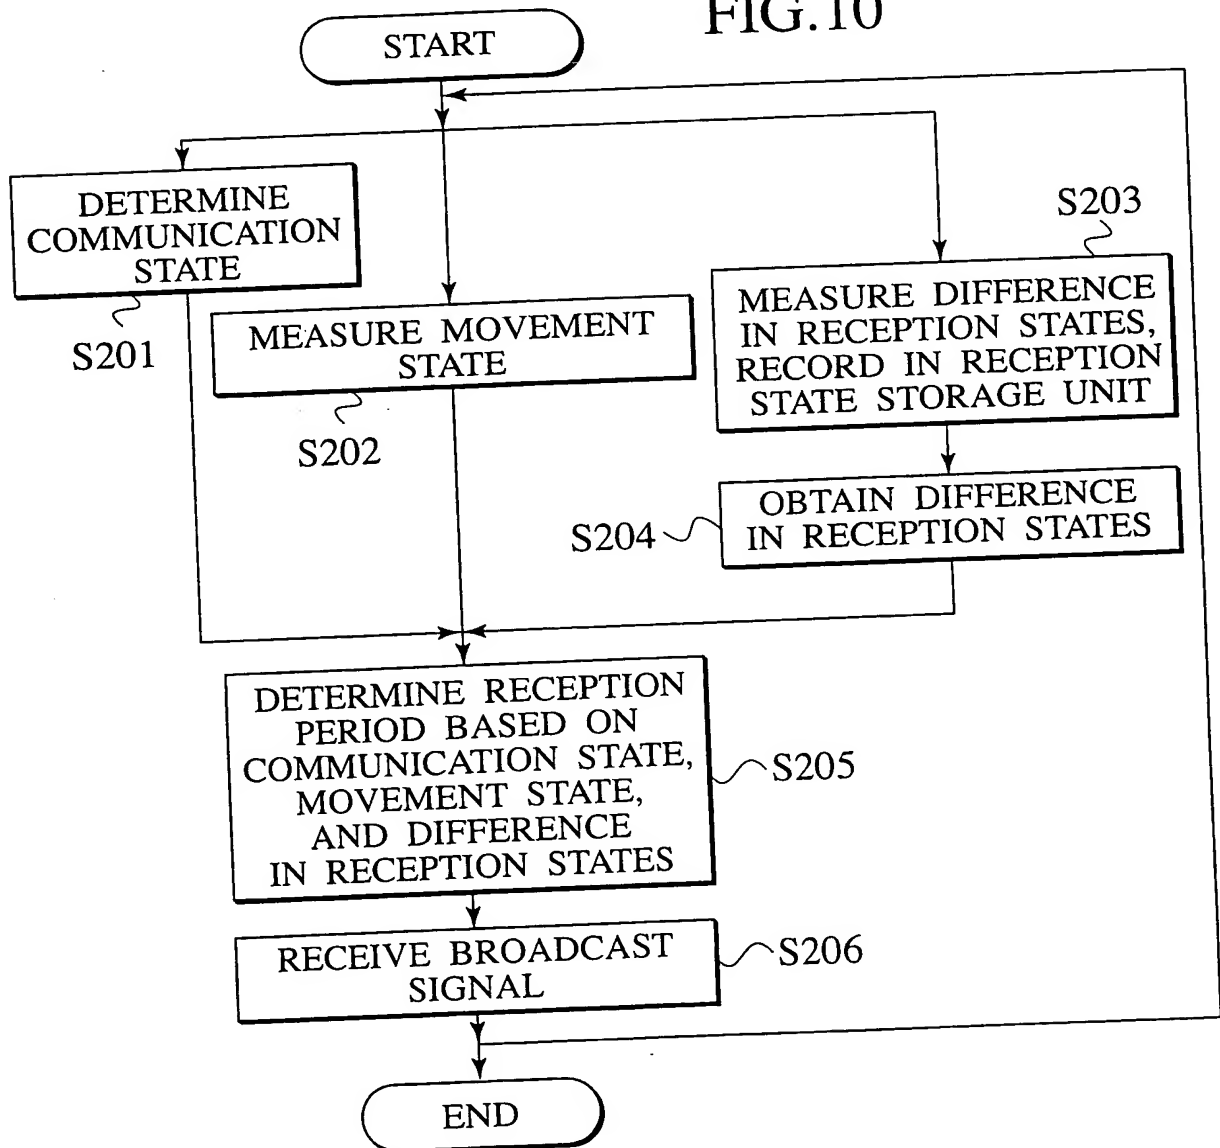 FIG.10
START
DETERMINE
COMMUNICATION
STATE
S201
MEASURE MOVEMENT
STATE
S202
S203
MEASURE DIFFERENCE
IN RECEPTION STATES,
RECORD IN RECEPTION
STATE STORAGE UNIT
OBTAIN DIFFERENCE
IN RECEPTION STATES
S204
DETERMINE RECEPTION
PERIOD BASED ON
COMMUNICATION STATE,
MOVEMENT STATE,
AND DIFFERENCE
IN RECEPTION STATES
S205
RECEIVE BROADCAST
SIGNAL
S206
END